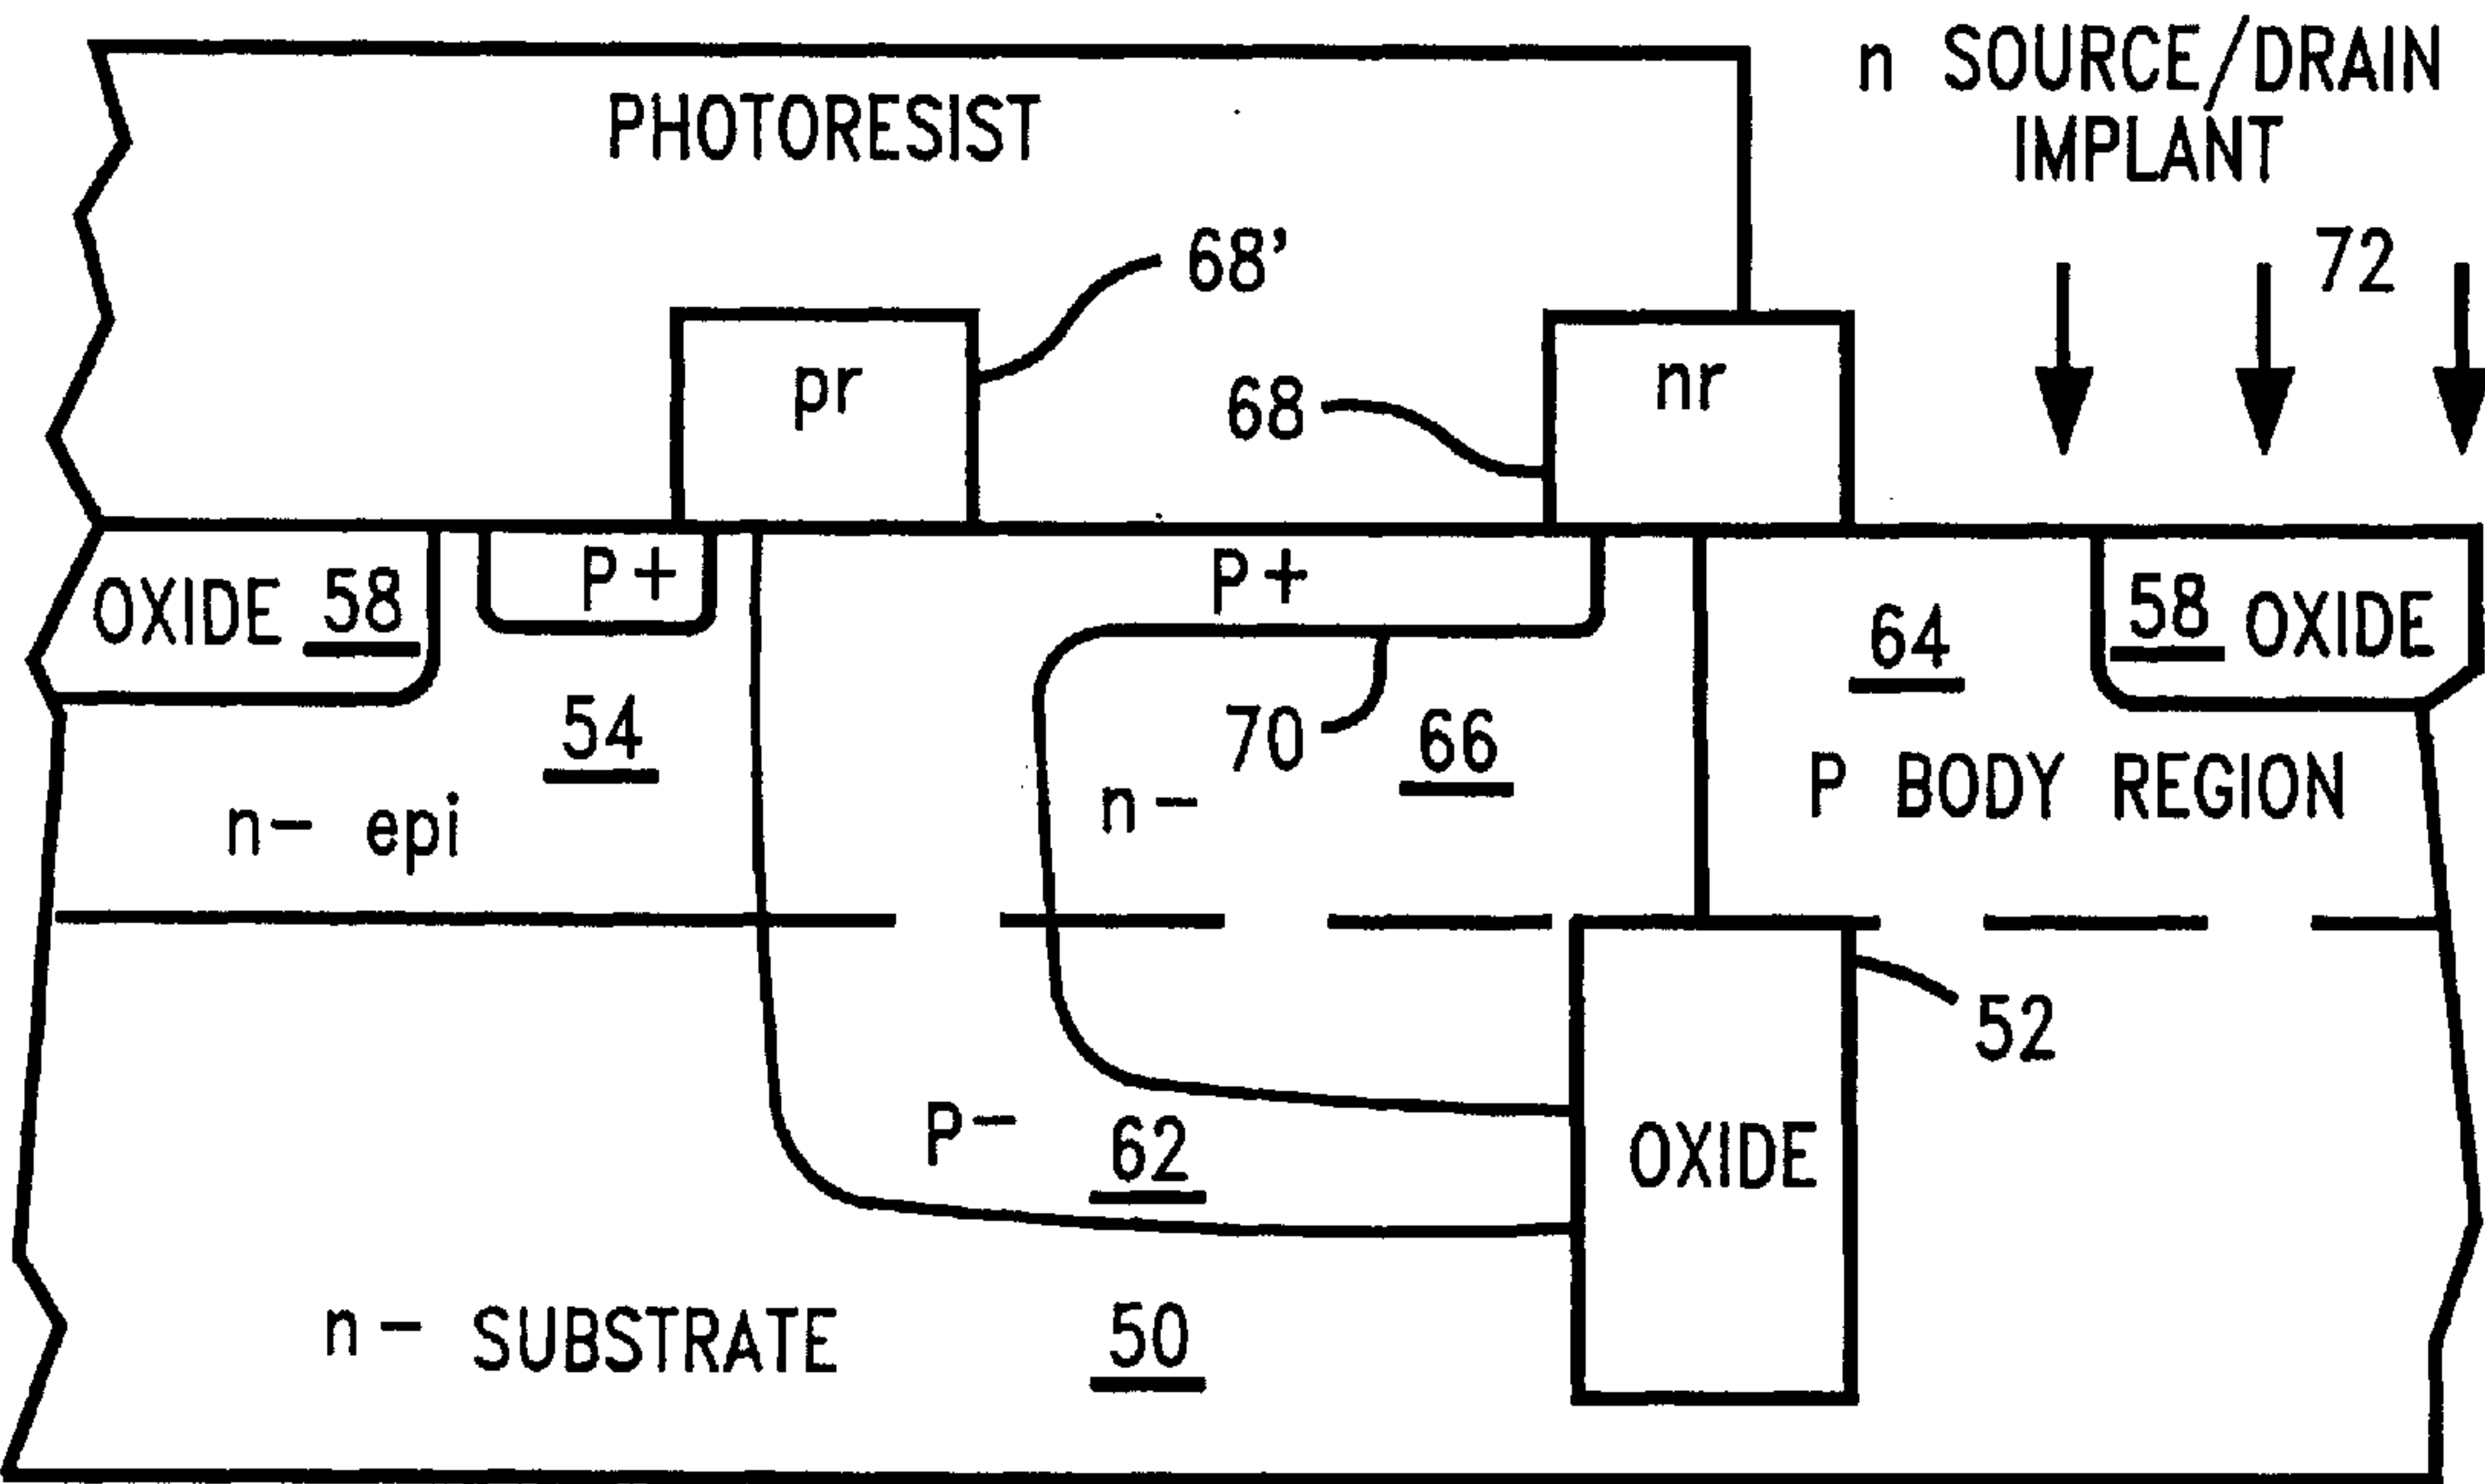 n SOURCE/DRAIN
IMPLANT
PHOTORESIST
68'
72
pr
68
nr
P+
P+
OXIDE 58
58 OXIDE
64
54
70
66
n-
n- epi
P BODY REGION
52
P-
62
OXIDE
n- SUBSTRATE
50